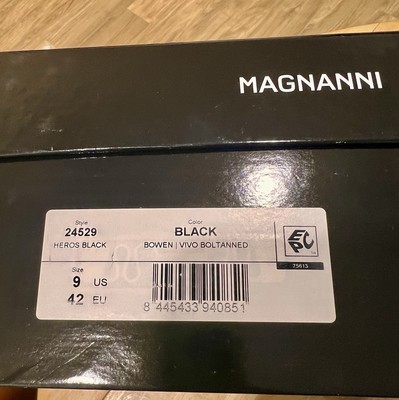 MAGNANNI
Style
24529
HEROS BLACK
Color
BLACK
BOWEN | VIVO BOLTANNED
EPC
75613
Size
9 US
42 EU
8 445433 940851